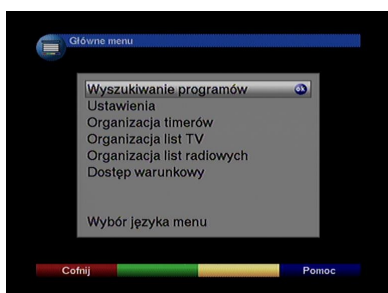 Główne menu
Wyszukiwanie programów ok
Ustawienia
Organizacja timerów
Organizacja list TV
Organizacja list radiowych
Dostęp warunkowy
Wybór języka menu
Cofnij Pomoc